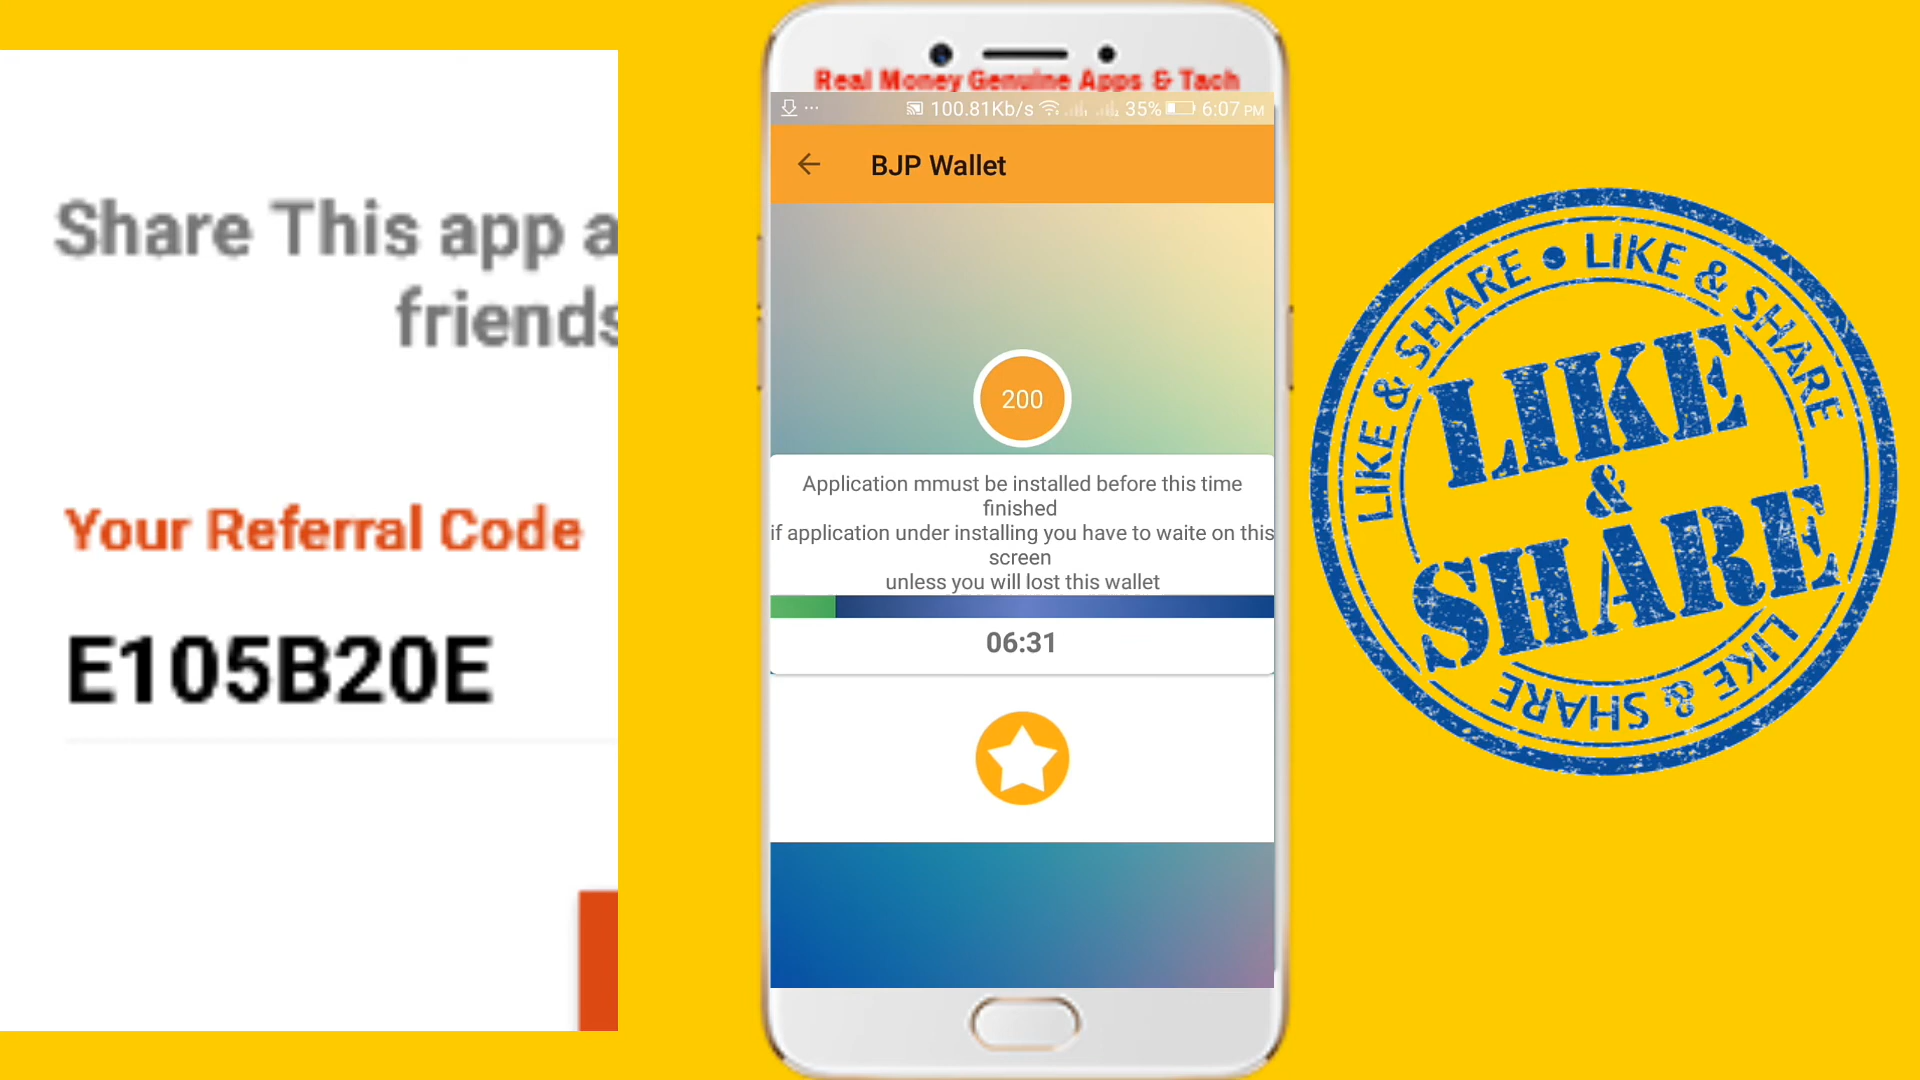 Share This app a
friends
Your Referral Code
E105B20E
Real Money Genuine Apps & Tach
100.81Kb/s 35% 6:07 PM
BJP Wallet
200
Application mmust be installed before this time
finished
if application under installing you have to waite on this
screen
unless you will lost this wallet
06:31
LIKE & SHARE • LIKE & SHARE
LIKE
&
SHARE
LIKE & SHARE